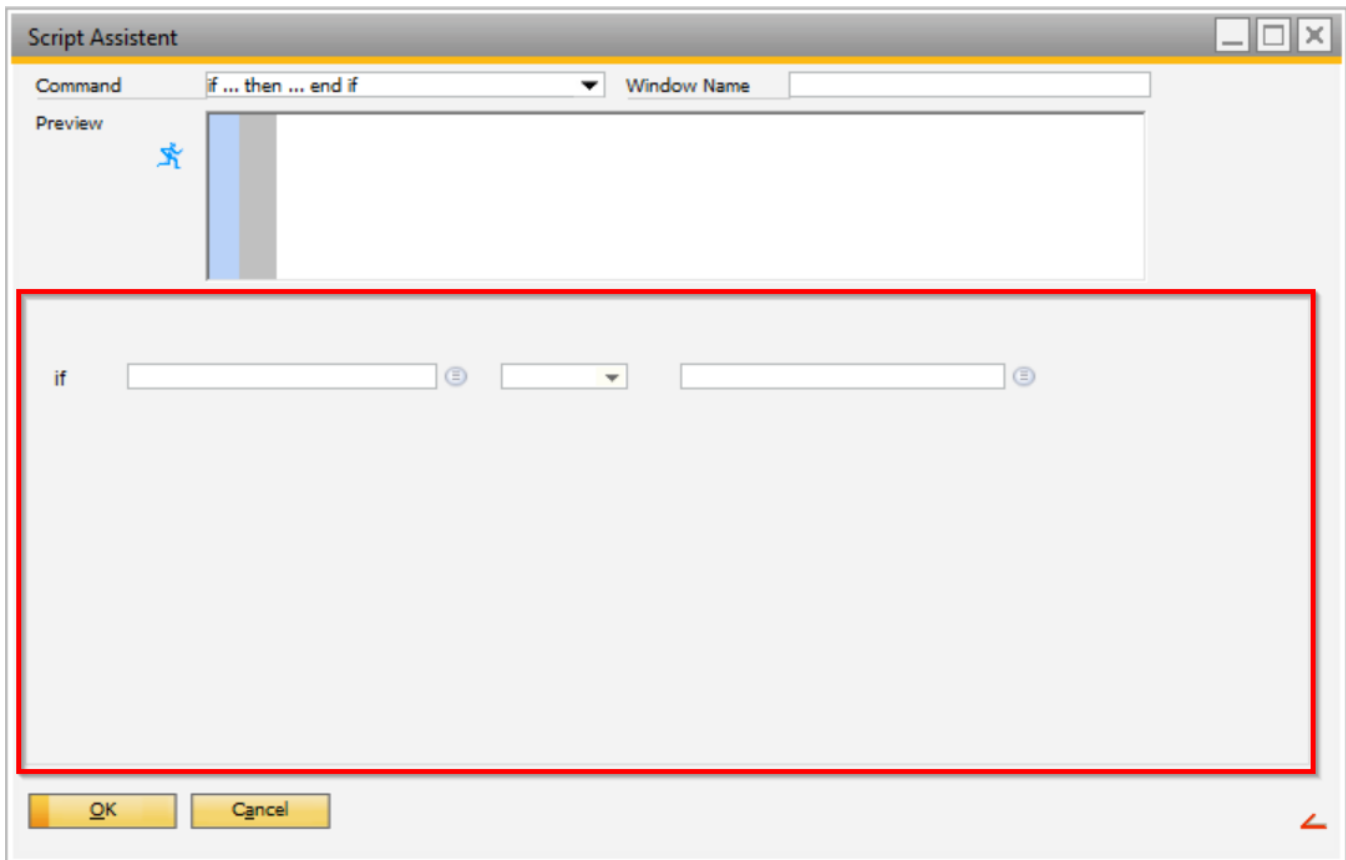 Script Assistent
Command if ... then ... end if Window Name
Preview
if
OK Cancel